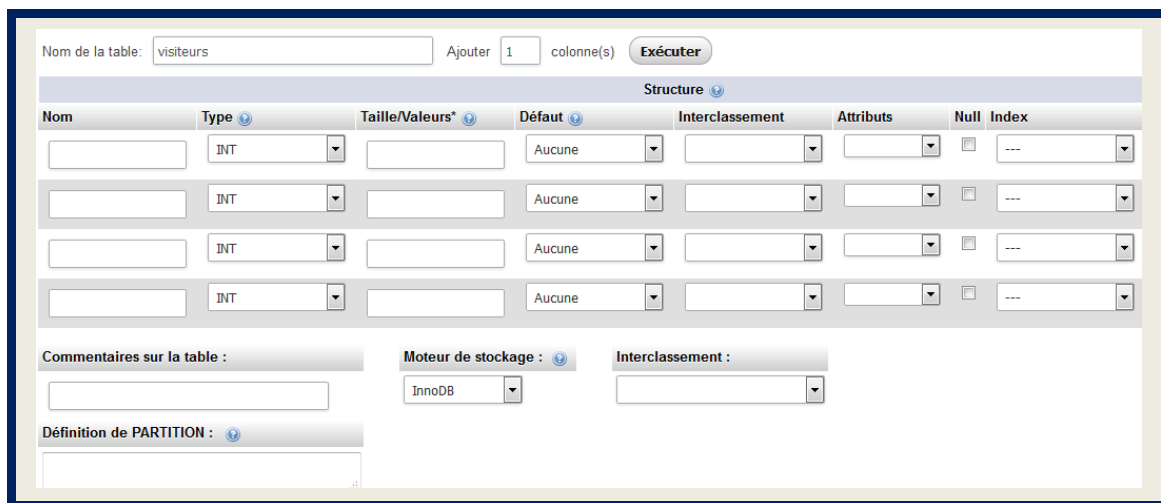 Nom de la table: visiteurs Ajouter 1 colonne(s) Exécuter
Structure
Nom Type Taille/Valeurs* Défaut Interclassement Attributs Null Index
INT Aucune ---
INT Aucune ---
INT Aucune ---
INT Aucune ---
Commentaires sur la table : Moteur de stockage : Interclassement :
InnoDB
Définition de PARTITION :